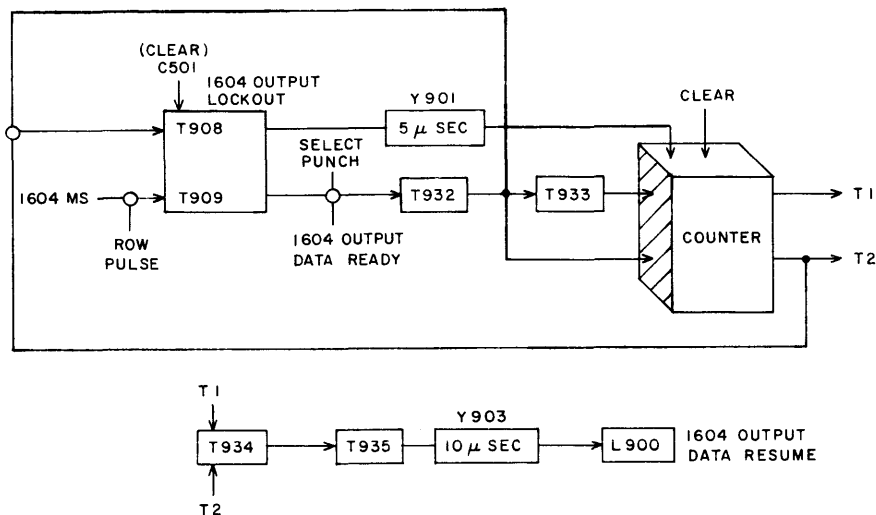 (CLEAR)
C501
1604 OUTPUT
LOCKOUT
T908
T909
Y901
5 μ SEC
CLEAR
SELECT
PUNCH
1604 MS
ROW
PULSE
T932
T933
1604 OUTPUT
DATA READY
COUNTER
T1
T2
T1
T934
T2
T935
Y903
10 μ SEC
L900
1604 OUTPUT
DATA RESUME